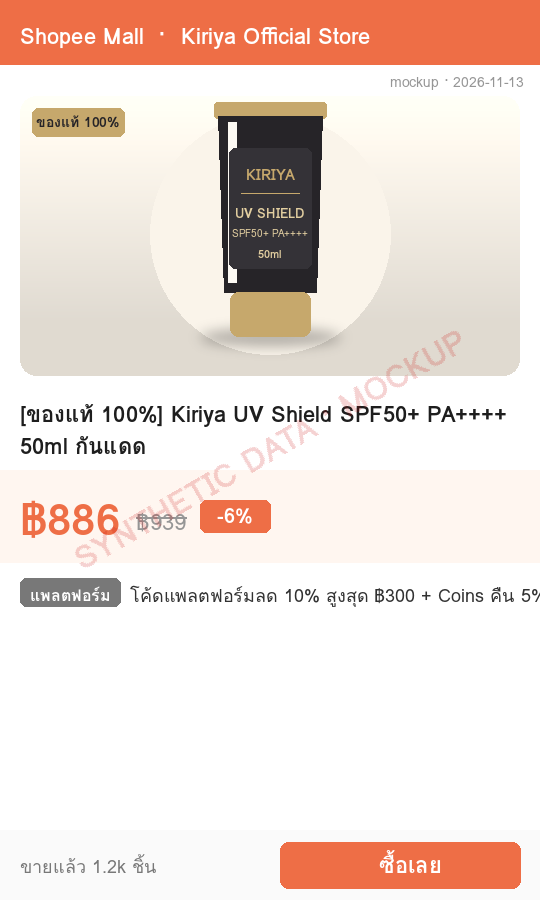 Shopee Mall · Kiriya Official Store
mockup · 2026-11-13
ของแท้ 100%
KIRIYA
UV SHIELD
SPF50+ PA++++
50ml
[ของแท้ 100%] Kiriya UV Shield SPF50+ PA++++
50ml กันแดด
฿886 ฿939 -6%
SYNTHETIC DATA · MOCKUP
แพลตฟอร์ม โค้ดแพลตฟอร์มลด 10% สูงสุด ฿300 + Coins คืน 5%
ขายแล้ว 1.2k ชิ้น
ซื้อเลย